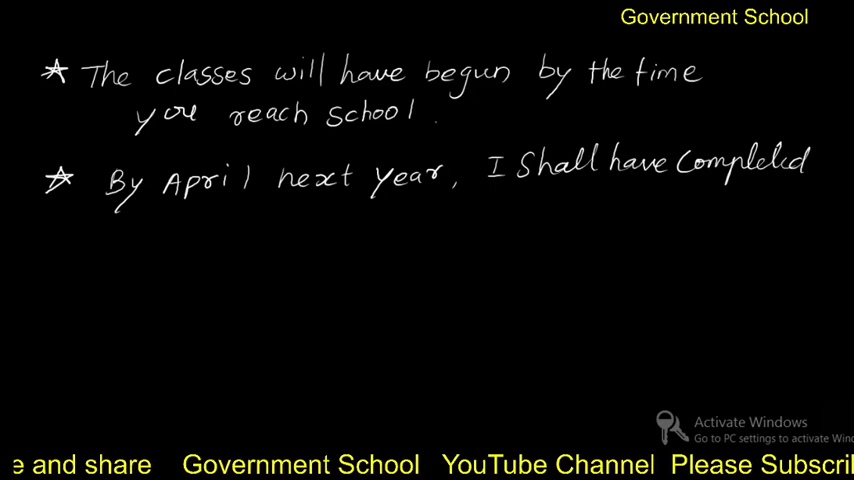 Government School
* The classes will have begun by the time
you reach school.
* By April next year, I Shall have Completed
Activate Windows
Go to PC settings to activate Win
e and share Government School YouTube Channel Please Subscri